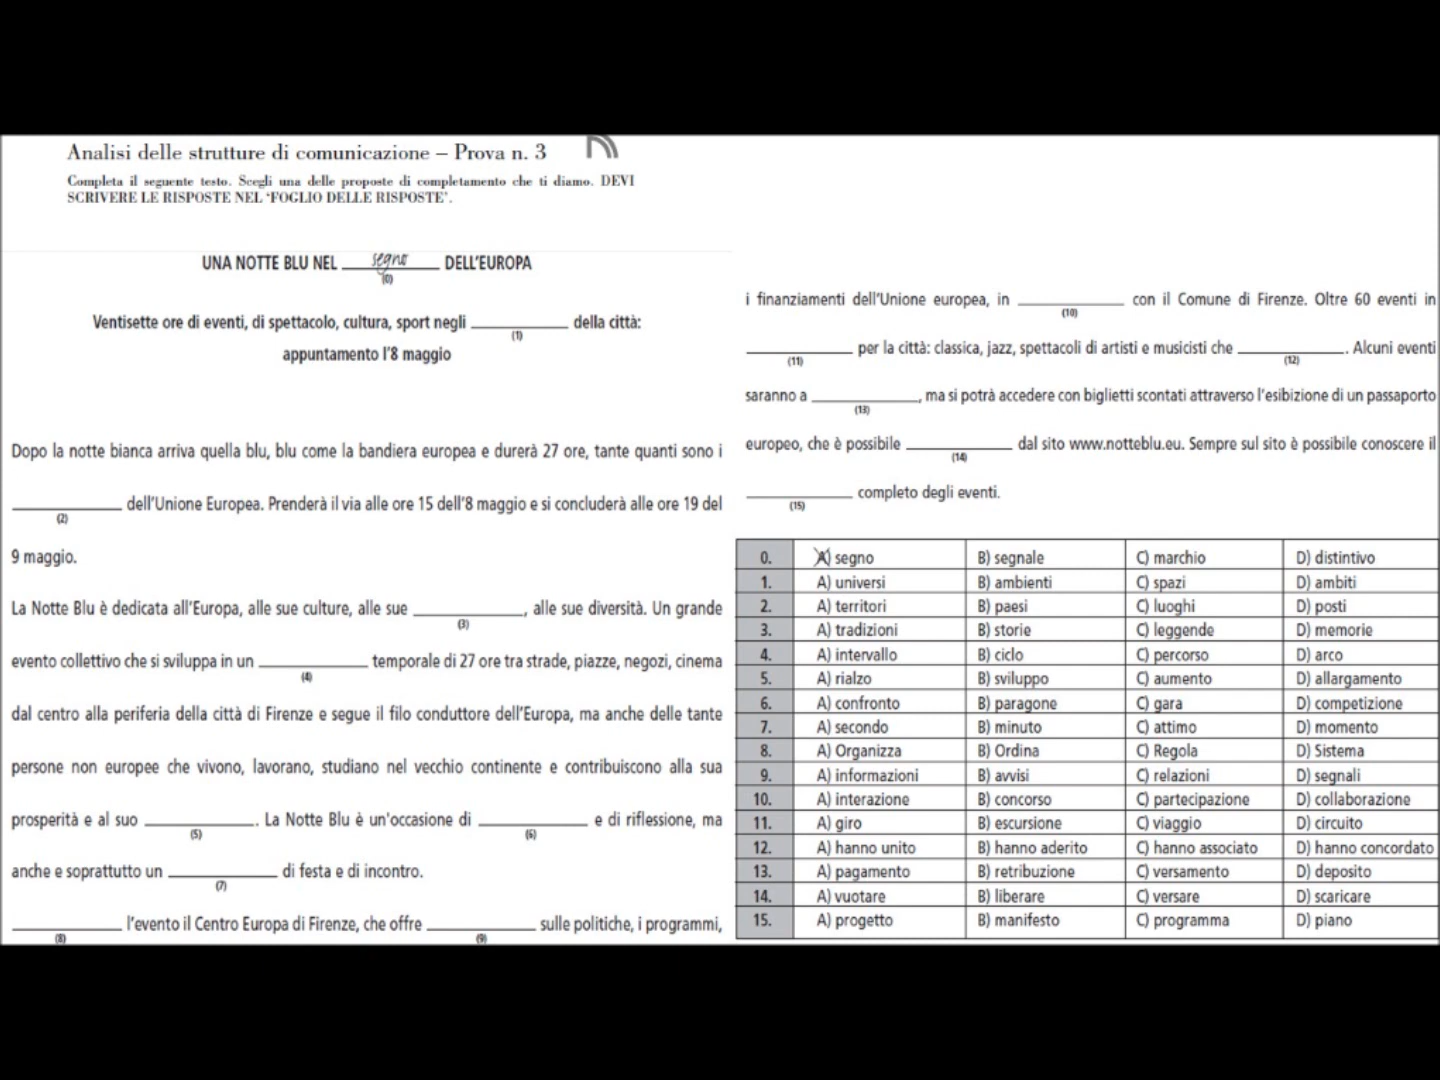 Analisi delle strutture di comunicazione – Prova n. 3
Completa il seguente testo. Scegli una delle proposte di completamento che ti diamo. DEVI
SCRIVERE LE RISPOSTE NEL 'FOGLIO DELLE RISPOSTE'.
UNA NOTTE BLU NEL segno DELL'EUROPA
(0)
Ventisette ore di eventi, di spettacolo, cultura, sport negli __________ della città:
(1)
appuntamento l'8 maggio
Dopo la notte bianca arriva quella blu, blu come la bandiera europea e durerà 27 ore, tante quanti sono i
__________ dell'Unione Europea. Prenderà il via alle ore 15 dell'8 maggio e si concluderà alle ore 19 del
(2)
9 maggio.
La Notte Blu è dedicata all'Europa, alle sue culture, alle sue __________, alle sue diversità. Un grande
(3)
evento collettivo che si sviluppa in un __________ temporale di 27 ore tra strade, piazze, negozi, cinema
(4)
dal centro alla periferia della città di Firenze e segue il filo conduttore dell'Europa, ma anche delle tante
persone non europee che vivono, lavorano, studiano nel vecchio continente e contribuiscono alla sua
prosperità e al suo __________. La Notte Blu è un'occasione di __________ e di riflessione, ma
(5) (6)
anche e soprattutto un __________ di festa e di incontro.
(7)
__________ l'evento il Centro Europa di Firenze, che offre __________ sulle politiche, i programmi,
(8) (9)
i finanziamenti dell'Unione europea, in __________ con il Comune di Firenze. Oltre 60 eventi in
(10)
__________ per la città: classica, jazz, spettacoli di artisti e musicisti che __________. Alcuni eventi
(11) (12)
saranno a __________, ma si potrà accedere con biglietti scontati attraverso l'esibizione di un passaporto
(13)
europeo, che è possibile __________ dal sito www.notteblu.eu. Sempre sul sito è possibile conoscere il
(14)
__________ completo degli eventi.
(15)
0. A) segno B) segnale C) marchio D) distintivo
1. A) universi B) ambienti C) spazi D) ambiti
2. A) territori B) paesi C) luoghi D) posti
3. A) tradizioni B) storie C) leggende D) memorie
4. A) intervallo B) ciclo C) percorso D) arco
5. A) rialzo B) sviluppo C) aumento D) allargamento
6. A) confronto B) paragone C) gara D) competizione
7. A) secondo B) minuto C) attimo D) momento
8. A) Organizza B) Ordina C) Regola D) Sistema
9. A) informazioni B) avvisi C) relazioni D) segnali
10. A) interazione B) concorso C) partecipazione D) collaborazione
11. A) giro B) escursione C) viaggio D) circuito
12. A) hanno unito B) hanno aderito C) hanno associato D) hanno concordato
13. A) pagamento B) retribuzione C) versamento D) deposito
14. A) vuotare B) liberare C) versare D) scaricare
15. A) progetto B) manifesto C) programma D) piano